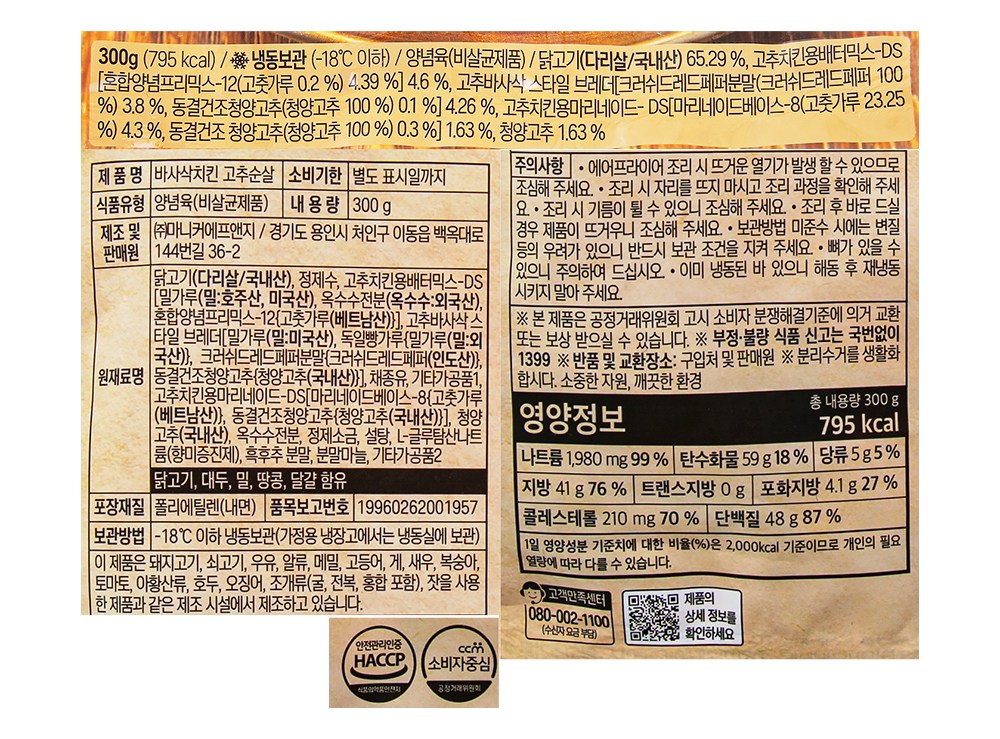 300g (795 kcal) / ❄ 냉동보관 (-18℃ 이하) / 양념육(비살균제품) / 닭고기(다리살/국내산) 65.29 %, 고추치킨용배터믹스-DS
[혼합양념프리믹스-12(고춧가루 0.2 %) 4.39 %] 4.6 %, 고추바사삭 스타일 브레더[크러쉬드레드페퍼분말(크러쉬드레드페퍼 100
%) 3.8 %, 동결건조청양고추(청양고추 100 %) 0.1 %] 4.26 %, 고추치킨용마리네이드- DS[마리네이드베이스-8(고춧가루 23.25
%) 4.3 %, 동결건조 청양고추(청양고추 100 %) 0.3 %] 1.63 %, 청양고추 1.63 %
제 품 명 바사삭치킨 고추순살 소비기한 별도 표시일까지
식품유형 양념육(비살균제품) 내 용 량 300 g
제조 및 판매원 ㈜마니커에프앤지 / 경기도 용인시 처인구 이동읍 백옥대로
144번길 36-2
원재료명
닭고기(다리살/국내산), 정제수, 고추치킨용배터믹스-DS
[밀가루(밀:호주산, 미국산), 옥수수전분(옥수수:외국산),
혼합양념프리믹스-12{고춧가루(베트남산)}], 고추바사삭 스
타일 브레더[밀가루(밀:미국산), 독일빵가루{밀가루(밀:외
국산)}, 크러쉬드레드페퍼분말{크러쉬드레드페퍼(인도산)},
동결건조청양고추{청양고추(국내산)}], 채종유, 기타가공품1,
고추치킨용마리네이드-DS[마리네이드베이스-8{고춧가루
(베트남산)}, 동결건조청양고추{청양고추(국내산)}], 청양
고추(국내산), 옥수수전분, 정제소금, 설탕, L-글루탐산나트
륨(향미증진제), 흑후추 분말, 분말마늘, 기타가공품2
닭고기, 대두, 밀, 땅콩, 달걀 함유
포장재질 폴리에틸렌(내면) 품목보고번호 19960262001957
보관방법 -18℃ 이하 냉동보관(가정용 냉장고에서는 냉동실에 보관)
이 제품은 돼지고기, 쇠고기, 우유, 알류, 메밀, 고등어, 게, 새우, 복숭아,
토마토, 아황산류, 호두, 오징어, 조개류(굴, 전복, 홍합 포함), 잣을 사용
한 제품과 같은 제조 시설에서 제조하고 있습니다.
안전관리인증
HACCP
식품의약품안전처
ccm
소비자중심
공정거래위원회
주의사항 • 에어프라이어 조리 시 뜨거운 열기가 발생 할 수 있으므로
조심해 주세요. • 조리 시 자리를 뜨지 마시고 조리 과정을 확인해 주세
요. • 조리 시 기름이 튈 수 있으니 조심해 주세요. • 조리 후 바로 드실
경우 제품이 뜨거우니 조심해 주세요. • 보관방법 미준수 시에는 변질
등의 우려가 있으니 반드시 보관 조건을 지켜 주세요. • 뼈가 있을 수
있으니 주의하여 드십시오. • 이미 냉동된 바 있으니 해동 후 재냉동
시키지 말아 주세요.
※ 본 제품은 공정거래위원회 고시 소비자 분쟁해결기준에 의거 교환
또는 보상 받으실 수 있습니다. ※ 부정·불량 식품 신고는 국번없이
1399 ※ 반품 및 교환장소: 구입처 및 판매원 ※ 분리수거를 생활화
합시다. 소중한 자원, 깨끗한 환경
영양정보 총 내용량 300 g
795 kcal
나트륨 1,980 mg 99 % 탄수화물 59 g 18 % 당류 5 g 5 %
지방 41 g 76 % 트랜스지방 0 g 포화지방 4.1 g 27 %
콜레스테롤 210 mg 70 % 단백질 48 g 87 %
1일 영양성분 기준치에 대한 비율(%)은 2,000kcal 기준이므로 개인의 필요
열량에 따라 다를 수 있습니다.
고객만족센터
080-002-1100
(수신자 요금 부담)
제품의
상세 정보를
확인하세요